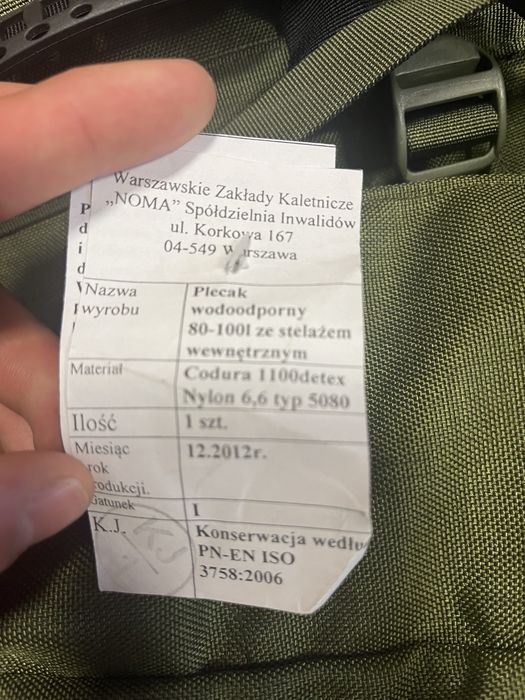 Warszawskie Zakłady Kaletnicze
„NOMA” Spółdzielnia Inwalidów
ul. Korkowa 167
04-549 Warszawa
P
d
i
d
Nazwa wyrobu
Plecak
wodoodporny
80-100l ze stelażem
wewnętrznym
Materiał
Codura 1100detex
Nylon 6,6 typ 5080
Ilość
1 szt.
Miesiąc
rok
odukcji.
12.2012r.
Gatunek
I
K.J.
KJ
Konserwacja wedłu
PN-EN ISO
3758:2006